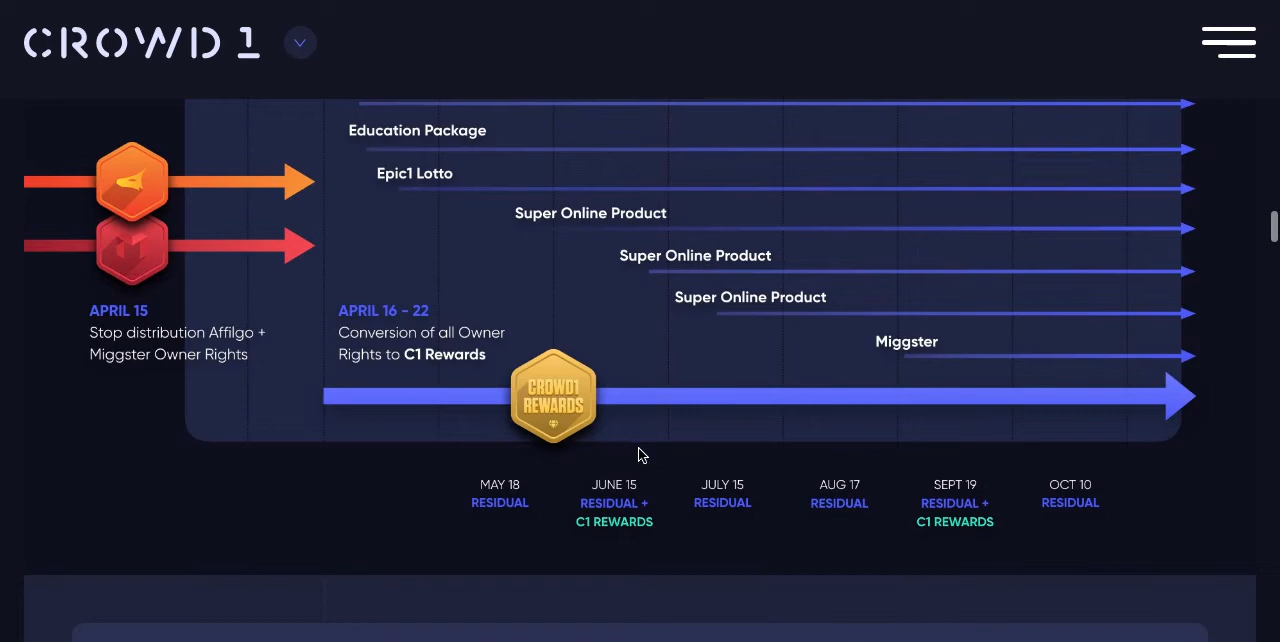 CROWD 1
Education Package
Epic1 Lotto
Super Online Product
Super Online Product
Super Online Product
Miggster
APRIL 15
Stop distribution Affilgo +
Miggster Owner Rights
APRIL 16 - 22
Conversion of all Owner
Rights to C1 Rewards
CROWD1
REWARDS
MAY 18
RESIDUAL
JUNE 15
RESIDUAL +
C1 REWARDS
JULY 15
RESIDUAL
AUG 17
RESIDUAL
SEPT 19
RESIDUAL +
C1 REWARDS
OCT 10
RESIDUAL